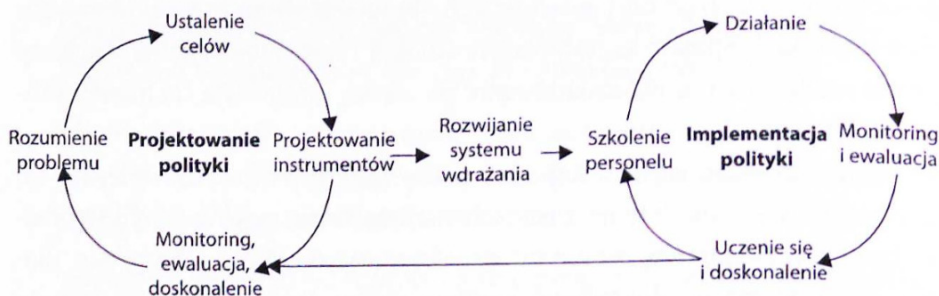 Ustalenie
celów
Rozumienie
problemu
Projektowanie
polityki
Projektowanie
instrumentów
Monitoring,
ewaluacja,
doskonalenie
Rozwijanie
systemu
wdrażania
Działanie
Szkolenie
personelu
Implementacja
polityki
Monitoring
i ewaluacja
Uczenie się
i doskonalenie